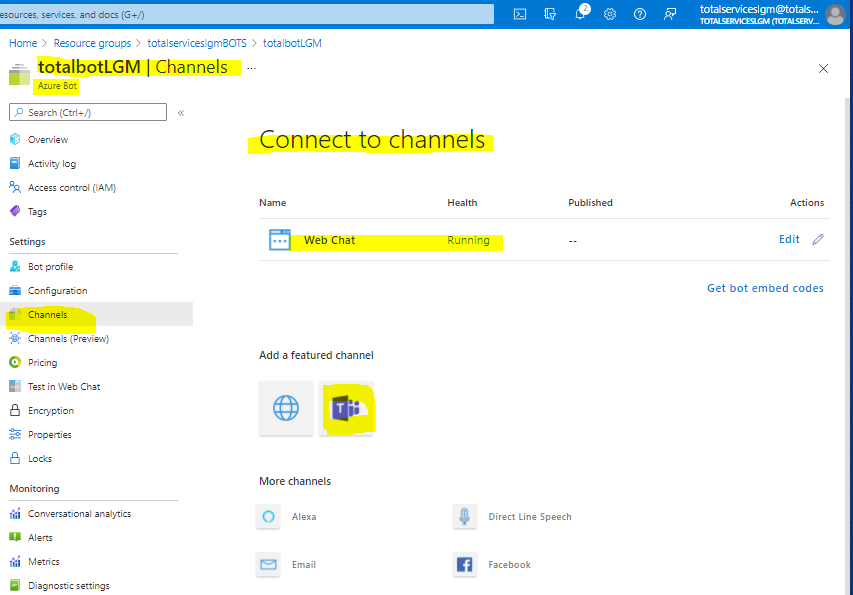 esources, services, and docs (G+/)
2
totalserviceslgm@totals...
TOTALSERVICESLGM (TOTALSERV...
Home > Resource groups > totalserviceslgmBOTS > totalbotLGM
totalbotLGM | Channels ...
Azure Bot
Search (Ctrl+/)
Overview
Activity log
Access control (IAM)
Tags
Settings
Bot profile
Configuration
Channels
Channels (Preview)
Pricing
Test in Web Chat
Encryption
Properties
Locks
Monitoring
Conversational analytics
Alerts
Metrics
Diagnostic settings
Connect to channels
Name Health Published Actions
Web Chat Running -- Edit
Get bot embed codes
Add a featured channel
More channels
Alexa Direct Line Speech
Email Facebook